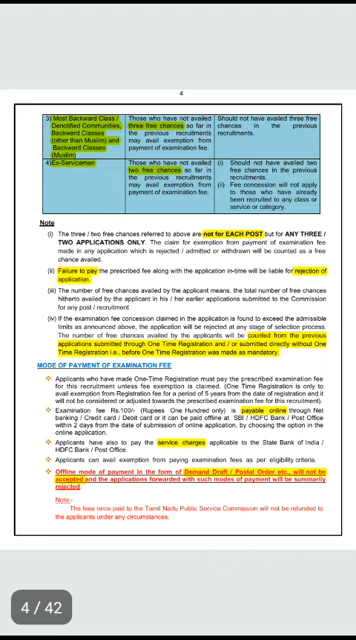 4
3) Most Backward Class / Denotified Communities, Backward Classes (other than Muslim) and Backward Classes (Muslim)
Those who have not availed three free chances so far in the previous recruitments may avail exemption from payment of examination fee.
Should not have availed three free chances in the previous recruitments.
4) Ex-Servicemen
Those who have not availed two free chances so far in the previous recruitments may avail exemption from payment of examination fee.
(i) Should not have availed two free chances in the previous recruitments.
(ii) Fee concession will not apply to those who have already been recruited to any class or service or category.
Note
(i) The three / two free chances referred to above are not for EACH POST but for ANY THREE /
TWO APPLICATIONS ONLY. The claim for exemption from payment of examination fee
made in any application which is rejected / admitted or withdrawn will be counted as a free
chance availed.
(ii) Failure to pay the prescribed fee along with the application in-time will be liable for rejection of
application.
(iii) The number of free chances availed by the applicant means, the total number of free chances
hitherto availed by the applicant in his / her earlier applications submitted to the Commission
for any post / recruitment.
(iv) If the examination fee concession claimed in the application is found to exceed the admissible
limits as announced above, the application will be rejected at any stage of selection process.
The number of free chances availed by the applicants will be counted from the previous
applications submitted through One Time Registration and / or submitted directly without One
Time Registration i.e., before One Time Registration was made as mandatory.
MODE OF PAYMENT OF EXAMINATION FEE
Applicants who have made One-Time Registration must pay the prescribed examination fee
for this recruitment unless fee exemption is claimed. (One Time Registration is only to
avail exemption from Registration fee for a period of 5 years from the date of registration and it
will not be considered or adjusted towards the prescribed examination fee for this recruitment)
Examination fee Rs.100/- (Rupees One Hundred only) is payable online through Net
banking / Credit card / Debit card or it can be paid offline at SBI / HDFC Bank / Post Office
within 2 days from the date of submission of online application, by choosing the option in the
online application.
Applicants have also to pay the service charges applicable to the State Bank of India /
HDFC Bank / Post Office.
Applicants can avail exemption from paying examination fees as per eligibility criteria.
Offline mode of payment in the form of Demand Draft / Postal Order etc., will not be
accepted and the applications forwarded with such modes of payment will be summarily
rejected.
Note:-
The fees once paid to the Tamil Nadu Public Service Commission will not be refunded to
the applicants under any circumstances.
4 / 42